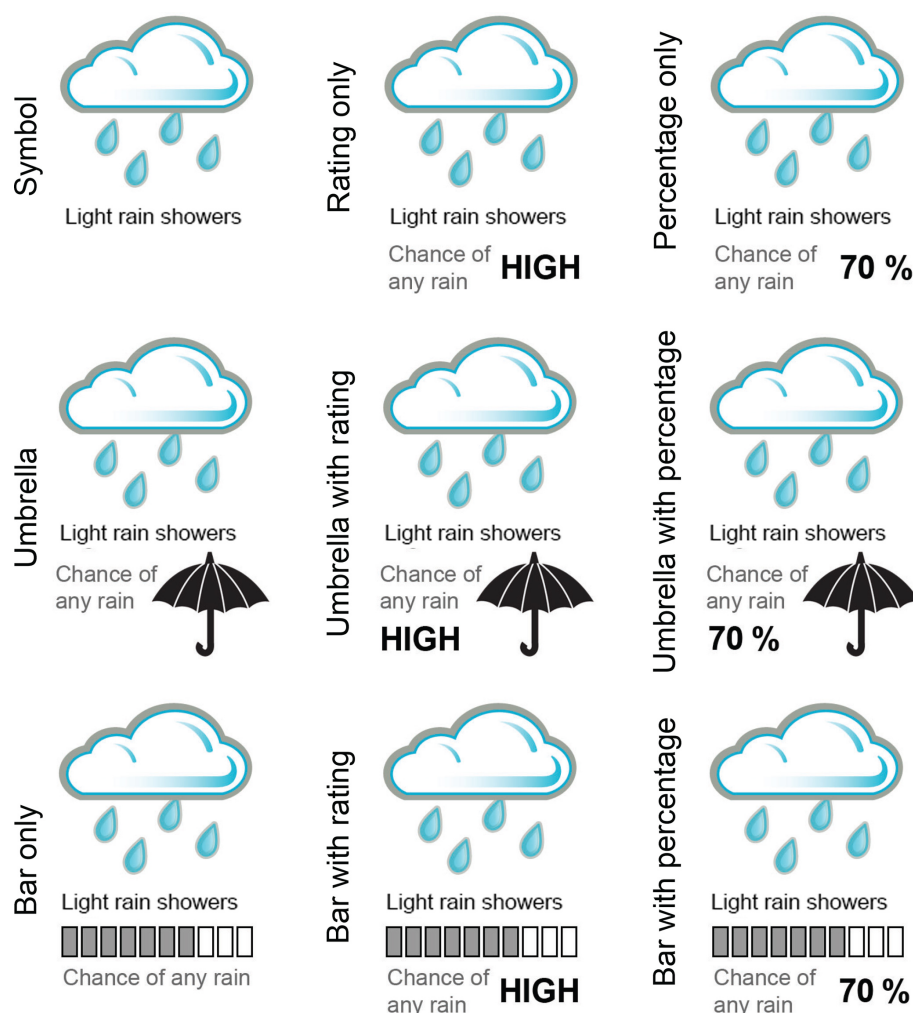 Symbol
Light rain showers
Rating only
Light rain showers
Chance of
any rain
HIGH
Percentage only
Light rain showers
Chance of
any rain
70 %
Umbrella
Light rain showers
Chance of
any rain
Umbrella with rating
Light rain showers
Chance of
any rain
HIGH
Umbrella with percentage
Light rain showers
Chance of
any rain
70 %
Bar only
Light rain showers
Chance of any rain
Bar with rating
Light rain showers
Chance of
any rain
HIGH
Bar with percentage
Light rain showers
Chance of
any rain
70 %